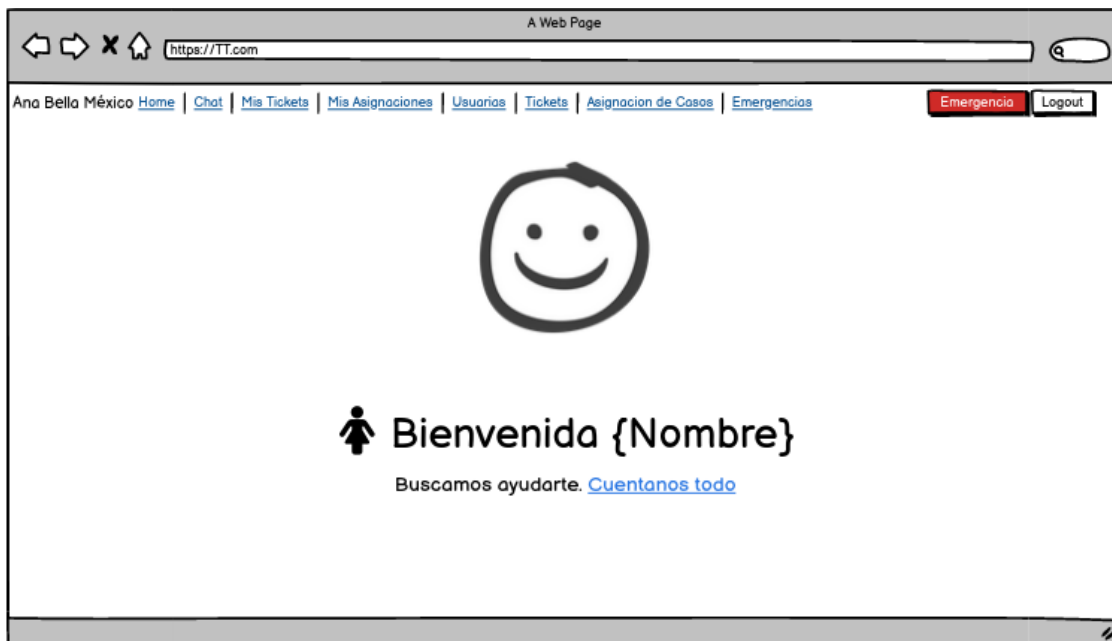 A Web Page
https://TT.com
Ana Bella México Home | Chat | Mis Tickets | Mis Asignaciones | Usuarias | Tickets | Asignacion de Casos | Emergencias Emergencia Logout
Bienvenida {Nombre}
Buscamos ayudarte. Cuentanos todo